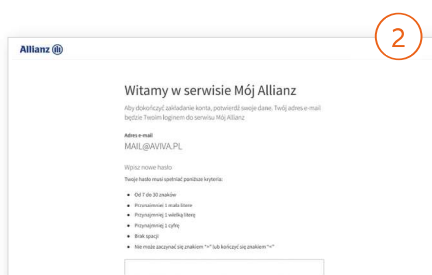 2
Allianz
Witamy w serwisie Mój Allianz
Aby dokończyć zakładanie konta, potwierdź swoje dane. Twój adres e-mail
będzie Twoim loginem do serwisu Mój Allianz
Adres e-mail
MAIL@AVIVA.PL
Wpisz nowe hasło
Twoje hasło musi spełniać poniższe kryteria:
Od 7 do 30 znaków
Przynajmniej 1 małą literę
Przynajmniej 1 wielką literę
Przynajmniej 1 cyfrę
Brak spacji
Nie może zaczynać się znakiem "=" lub kończyć się znakiem "="